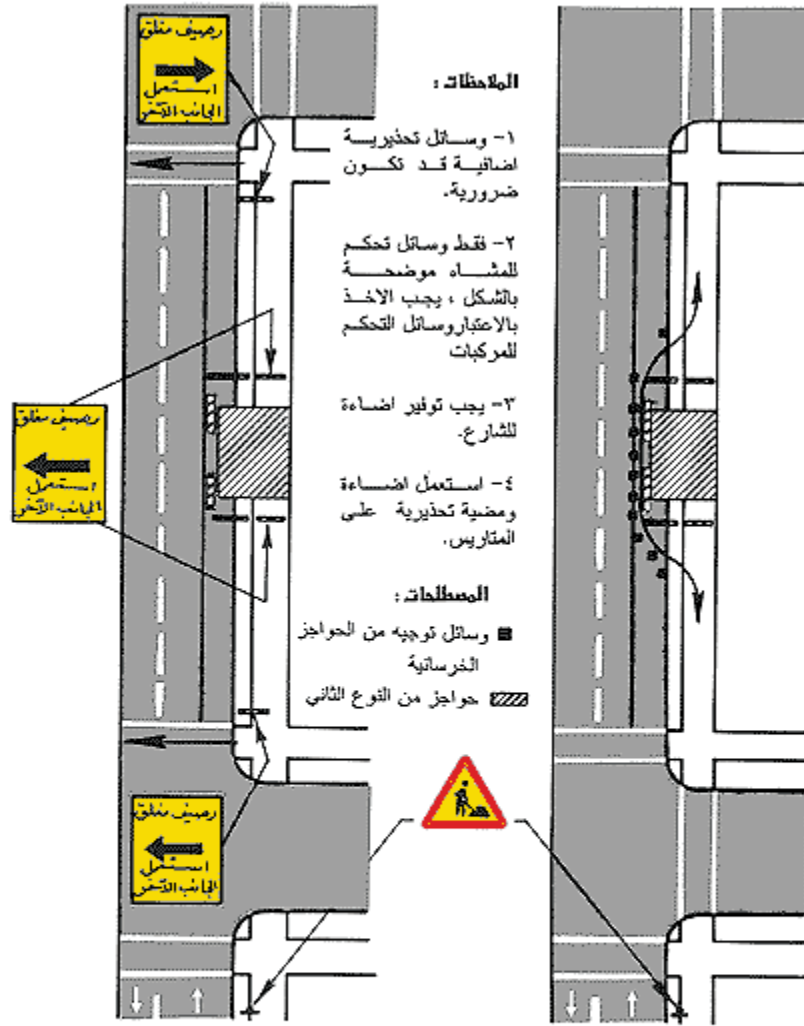 رصيف مغلق
استعمل
الجانب الآخر
الملاحظات :
١- وسائل تحذيرية
اضافية قد تكون
ضرورية.
٢- فقط وسائل تحكم
للمشاه موضحة
بالشكل ، يجب الاخذ
بالاعتبار وسائل التحكم
للمركبات
رصيف مغلق
استعمل
الجانب الآخر
٣- يجب توفير اضاءة
للشارع.
٤- استعمل اضاءة
ومضية تحذيرية على
المتاريس.
المصطلحات :
وسائل توجيه من الحواجز
الخرسانية
حواجز من النوع الثاني
رصيف مغلق
استعمل
الجانب الآخر